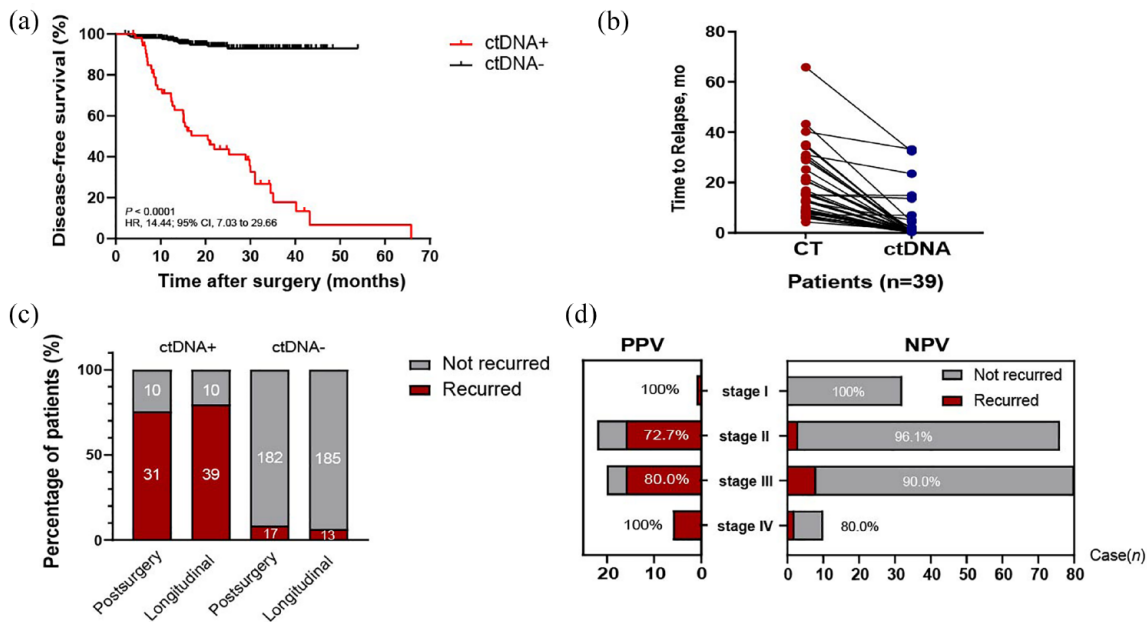 (a)
Disease-free survival (%)
100
80
60
40
20
0
ctDNA+
ctDNA-
P < 0.0001
HR, 14.44; 95% CI, 7.03 to 29.66
0 10 20 30 40 50 60 70
Time after surgery (months)
(b)
Time to Relapse, mo
80
60
40
20
0
CT ctDNA
Patients (n=39)
(c)
Percentage of patients (%)
ctDNA+ ctDNA-
100
50
0
10 10
31 39
182 185
17 13
Postsurgery Longitudinal Postsurgery Longitudinal
Not recurred
Recurred
(d)
PPV NPV
Not recurred
Recurred
100% stage I 100%
72.7% stage II 96.1%
80.0% stage III 90.0%
100% stage IV 80.0%
20 10 0
0 10 20 30 40 50 60 70 80
Case(n)